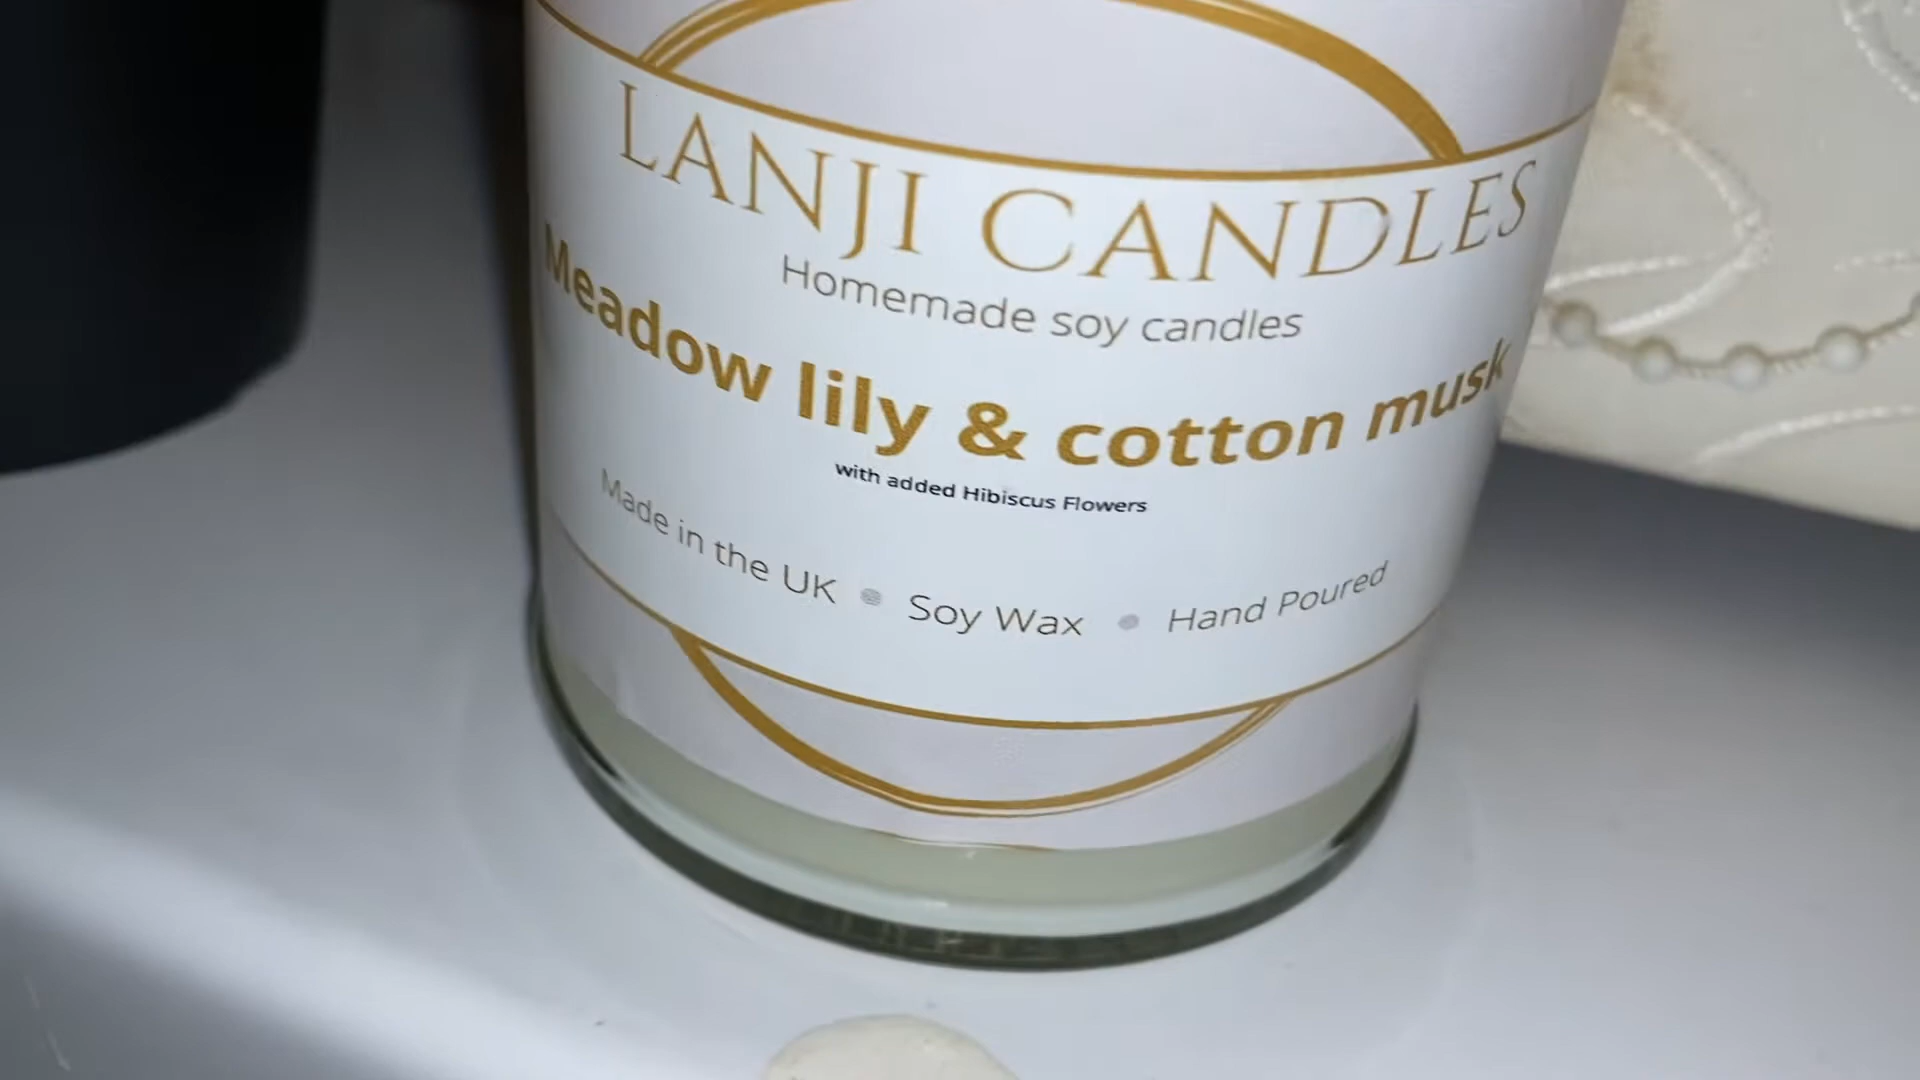 LANJI CANDLES
Homemade soy candles
Meadow lily & cotton musk
with added Hibiscus Flowers
Made in the UK • Soy Wax • Hand Poured